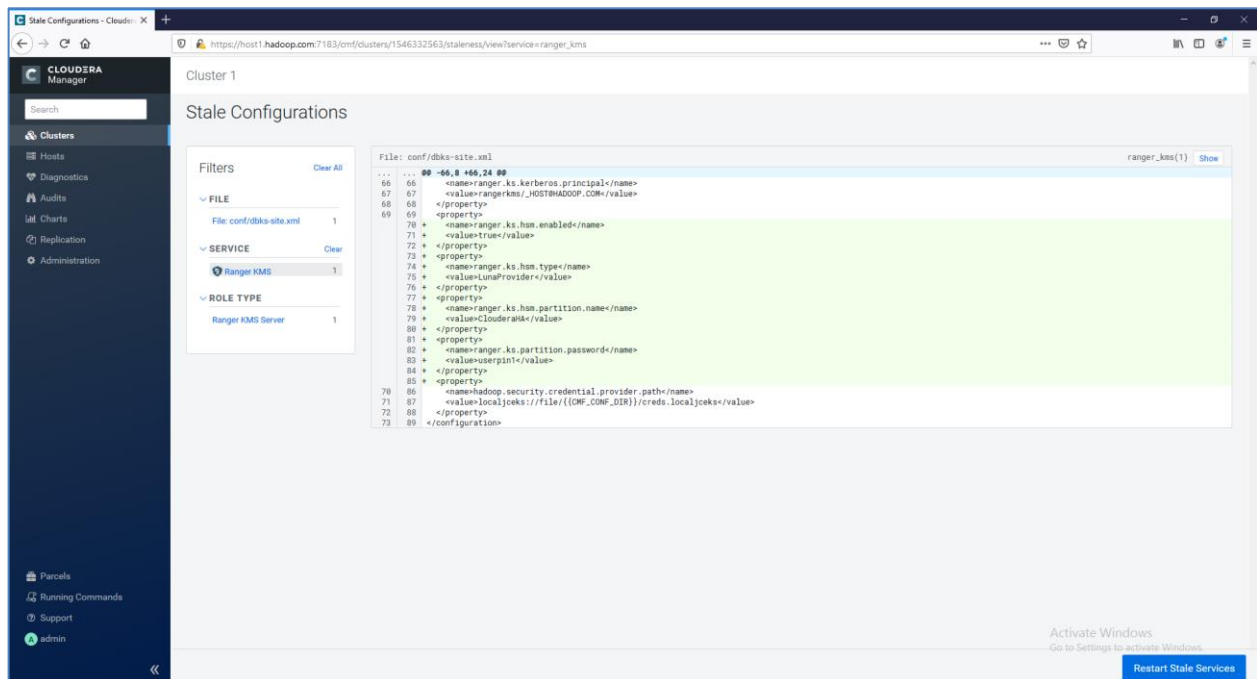 Stale Configurations - Clouder
https://host1.hadoop.com:7183/cmf/clusters/1546332563/staleness/view?service=ranger_kms
CLOUDERA
Manager
Search
Clusters
Hosts
Diagnostics
Audits
Charts
Replication
Administration
Parcels
Running Commands
Support
A admin
Cluster 1
Stale Configurations
Filters Clear All
FILE
File: conf/dbks-site.xml 1
SERVICE Clear
Ranger KMS 1
ROLE TYPE
Ranger KMS Server 1
File: conf/dbks-site.xml ranger_kms(1) Show
... ... @@ -66,8 +66,24 @@
66 66 <name>ranger.ks.kerberos.principal</name>
67 67 <value>rangerkms/_HOST@HADOOP.COM</value>
68 68 </property>
69 69 <property>
70 + <name>ranger.ks.hsm.enabled</name>
71 + <value>true</value>
72 + </property>
73 + <property>
74 + <name>ranger.ks.hsm.type</name>
75 + <value>LunaProvider</value>
76 + </property>
77 + <property>
78 + <name>ranger.ks.hsm.partition.name</name>
79 + <value>ClouderaHA</value>
80 + </property>
81 + <property>
82 + <name>ranger.ks.partition.password</name>
83 + <value>userpin1</value>
84 + </property>
85 + <property>
70 86 <name>hadoop.security.credential.provider.path</name>
71 87 <value>localjceks://file/{{CMF_CONF_DIR}}/creds.localjceks</value>
72 88 </property>
73 89 </configuration>
Activate Windows
Go to Settings to activate Windows.
Restart Stale Services